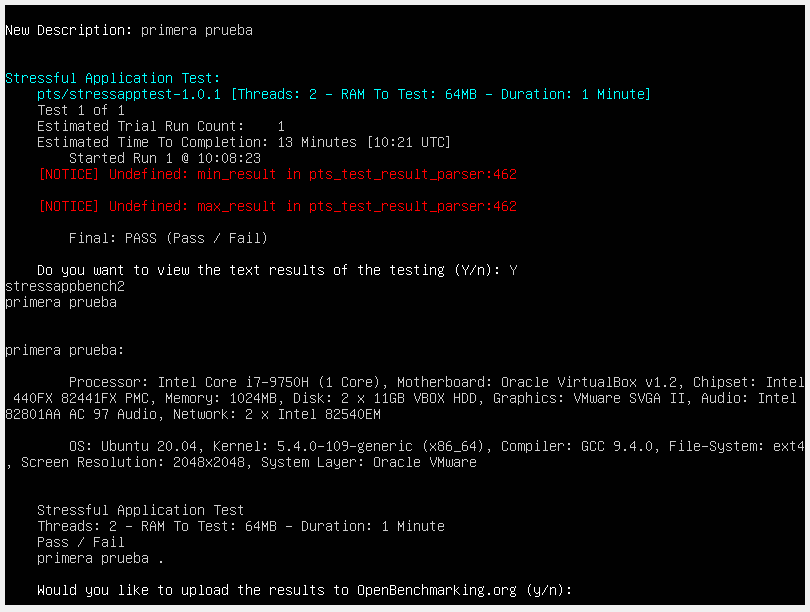 New Description: primera prueba
Stressful Application Test:
pts/stressapptest-1.0.1 [Threads: 2 - RAM To Test: 64MB - Duration: 1 Minute]
Test 1 of 1
Estimated Trial Run Count:    1
Estimated Time To Completion: 13 Minutes [10:21 UTC]
Started Run 1 @ 10:08:23
[NOTICE] Undefined: min_result in pts_test_result_parser:462
[NOTICE] Undefined: max_result in pts_test_result_parser:462
Final: PASS (Pass / Fail)
Do you want to view the text results of the testing (Y/n): Y
stressappbench2
primera prueba
primera prueba:
Processor: Intel Core i7-9750H (1 Core), Motherboard: Oracle VirtualBox v1.2, Chipset: Intel
440FX 82441FX PMC, Memory: 1024MB, Disk: 2 x 11GB VBOX HDD, Graphics: VMware SVGA II, Audio: Intel
82801AA AC 97 Audio, Network: 2 x Intel 82540EM
OS: Ubuntu 20.04, Kernel: 5.4.0-109-generic (x86_64), Compiler: GCC 9.4.0, File-System: ext4
, Screen Resolution: 2048x2048, System Layer: Oracle VMware
Stressful Application Test
Threads: 2 - RAM To Test: 64MB - Duration: 1 Minute
Pass / Fail
primera prueba .
Would you like to upload the results to OpenBenchmarking.org (y/n):